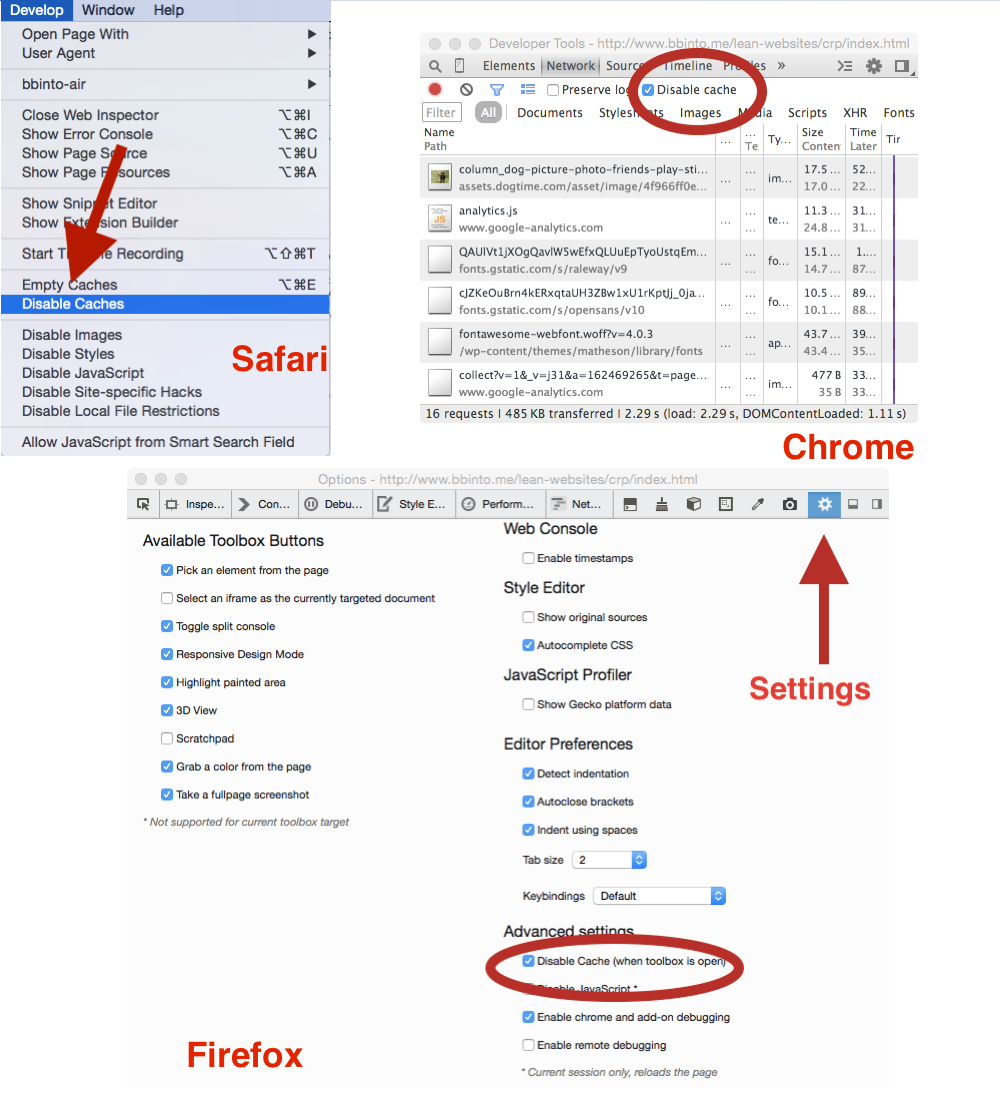 Develop Window Help
Open Page With
User Agent
bbinto-air
Close Web Inspector ⌥⌘I
Show Error Console ⌥⌘C
Show Page Source ⌥⌘U
Show Page Resources ⌥⌘A
Show Snippet Editor
Show Extension Builder
Start Recording ⌥⇧⌘T
Empty Caches ⌥⌘E
Disable Caches
Disable Images
Disable Styles
Disable JavaScript
Disable Site-specific Hacks
Disable Local File Restrictions
Allow JavaScript from Smart Search Field
Safari
Developer Tools - http://www.bbinto.me/lean-websites/crp/index.html
Elements Network Sources Timeline Profiles »
Preserve log Disable cache
Filter All Documents Stylesheets Images Media Scripts XHR Fonts
Name ... ... Ty... Size Time Tir
Path Te Conten Later
column_dog-picture-photo-friends-play-sti... ... ... im... 17.5 ... 52...
assets.dogtime.com/asset/image/4f966ff0e... 17.0 ... 22...
analytics.js ... ... te... 11.3 ... 31...
www.google-analytics.com 24.8 ... 31...
QAUlVt1jXOgQavlW5wEfxQLUuEpTyoUstqEm... ... ... fo... 15.1 ... 1....
fonts.gstatic.com/s/raleway/v9 14.7 ... 87...
cJZKeOuBrn4kERxqtaUH3ZBw1xU1rKptJj_0ja... ... ... fo... 10.5 ... 89...
fonts.gstatic.com/s/opensans/v10 10.1 ... 88...
fontawesome-webfont.woff?v=4.0.3 ... ... ap... 43.7 ... 39...
/wp-content/themes/matheson/library/fonts 43.4 ... 35...
collect?v=1&_v=j31&a=162469265&t=page... ... ... im... 477 B 33...
www.google-analytics.com 35 B 33...
16 requests | 485 KB transferred | 2.29 s (load: 2.29 s, DOMContentLoaded: 1.11 s)
Chrome
Options - http://www.bbinto.me/lean-websites/crp/index.html
Inspe... Con... Debu... Style E... Perform... Net...
Available Toolbox Buttons
Pick an element from the page
Select an iframe as the currently targeted document
Toggle split console
Responsive Design Mode
Highlight painted area
3D View
Scratchpad
Grab a color from the page
Take a fullpage screenshot
* Not supported for current toolbox target
Web Console
Enable timestamps
Style Editor
Show original sources
Autocomplete CSS
JavaScript Profiler
Show Gecko platform data
Editor Preferences
Detect indentation
Autoclose brackets
Indent using spaces
Tab size 2
Keybindings Default
Advanced settings
Disable Cache (when toolbox is open)
Disable JavaScript *
Enable chrome and add-on debugging
Enable remote debugging
* Current session only, reloads the page
Settings
Firefox